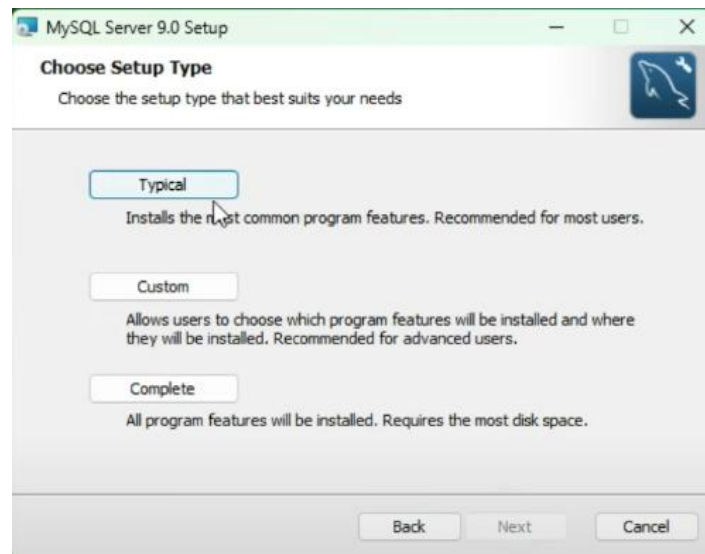 MySQL Server 9.0 Setup
Choose Setup Type
Choose the setup type that best suits your needs
Typical
Installs the most common program features. Recommended for most users.
Custom
Allows users to choose which program features will be installed and where
they will be installed. Recommended for advanced users.
Complete
All program features will be installed. Requires the most disk space.
Back Next Cancel